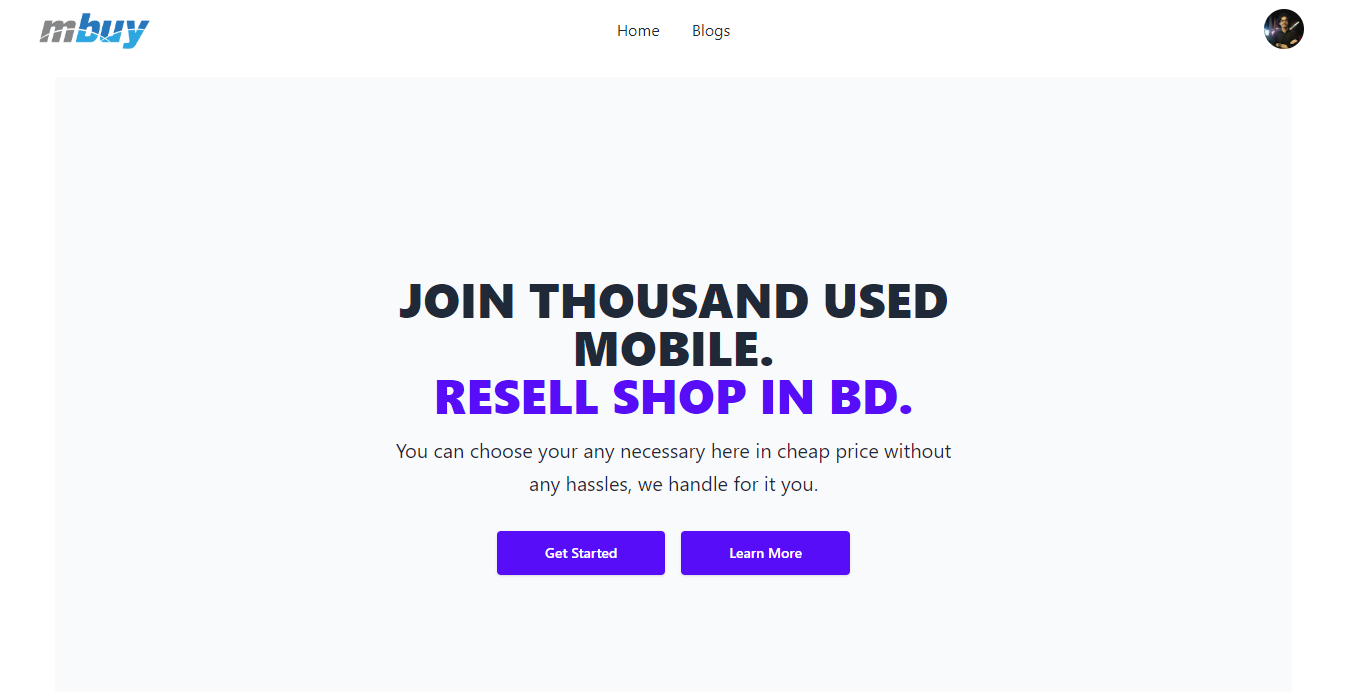 mbuy
Home
Blogs
JOIN THOUSAND USED
MOBILE.
RESELL SHOP IN BD.
You can choose your any necessary here in cheap price without
any hassles, we handle for it you.
Get Started
Learn More